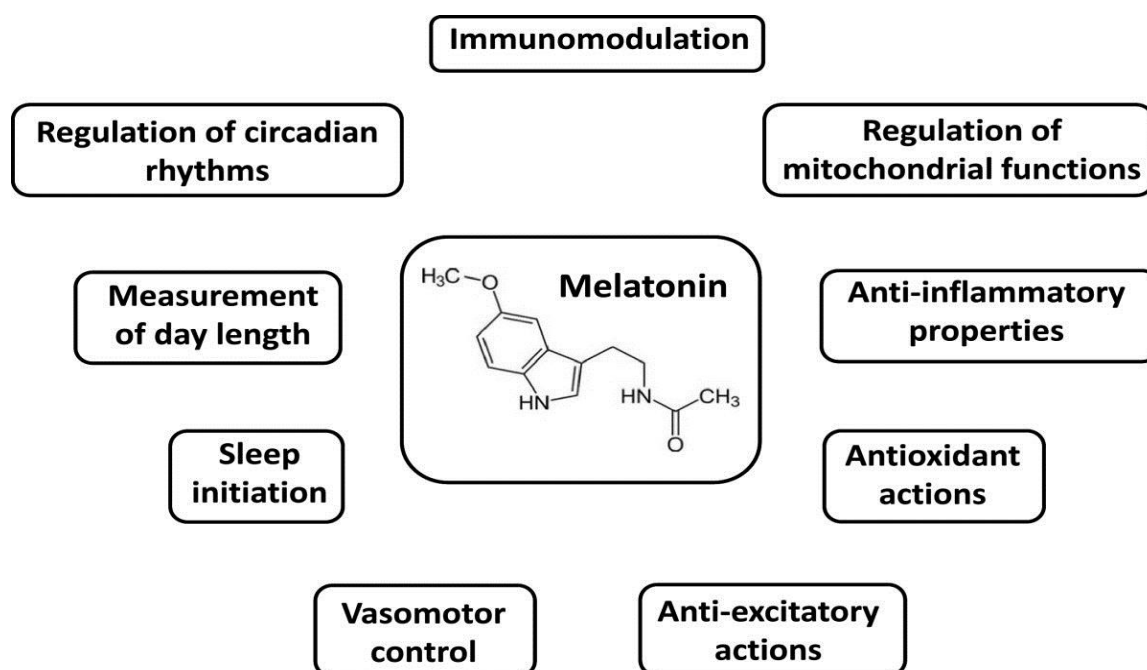 Immunomodulation
Regulation of circadian
rhythms
Regulation of
mitochondrial functions
Measurement
of day length
Melatonin
H₃C
O
HN
HN
CH₃
O
Anti-inflammatory
properties
Sleep
initiation
Antioxidant
actions
Vasomotor
control
Anti-excitatory
actions